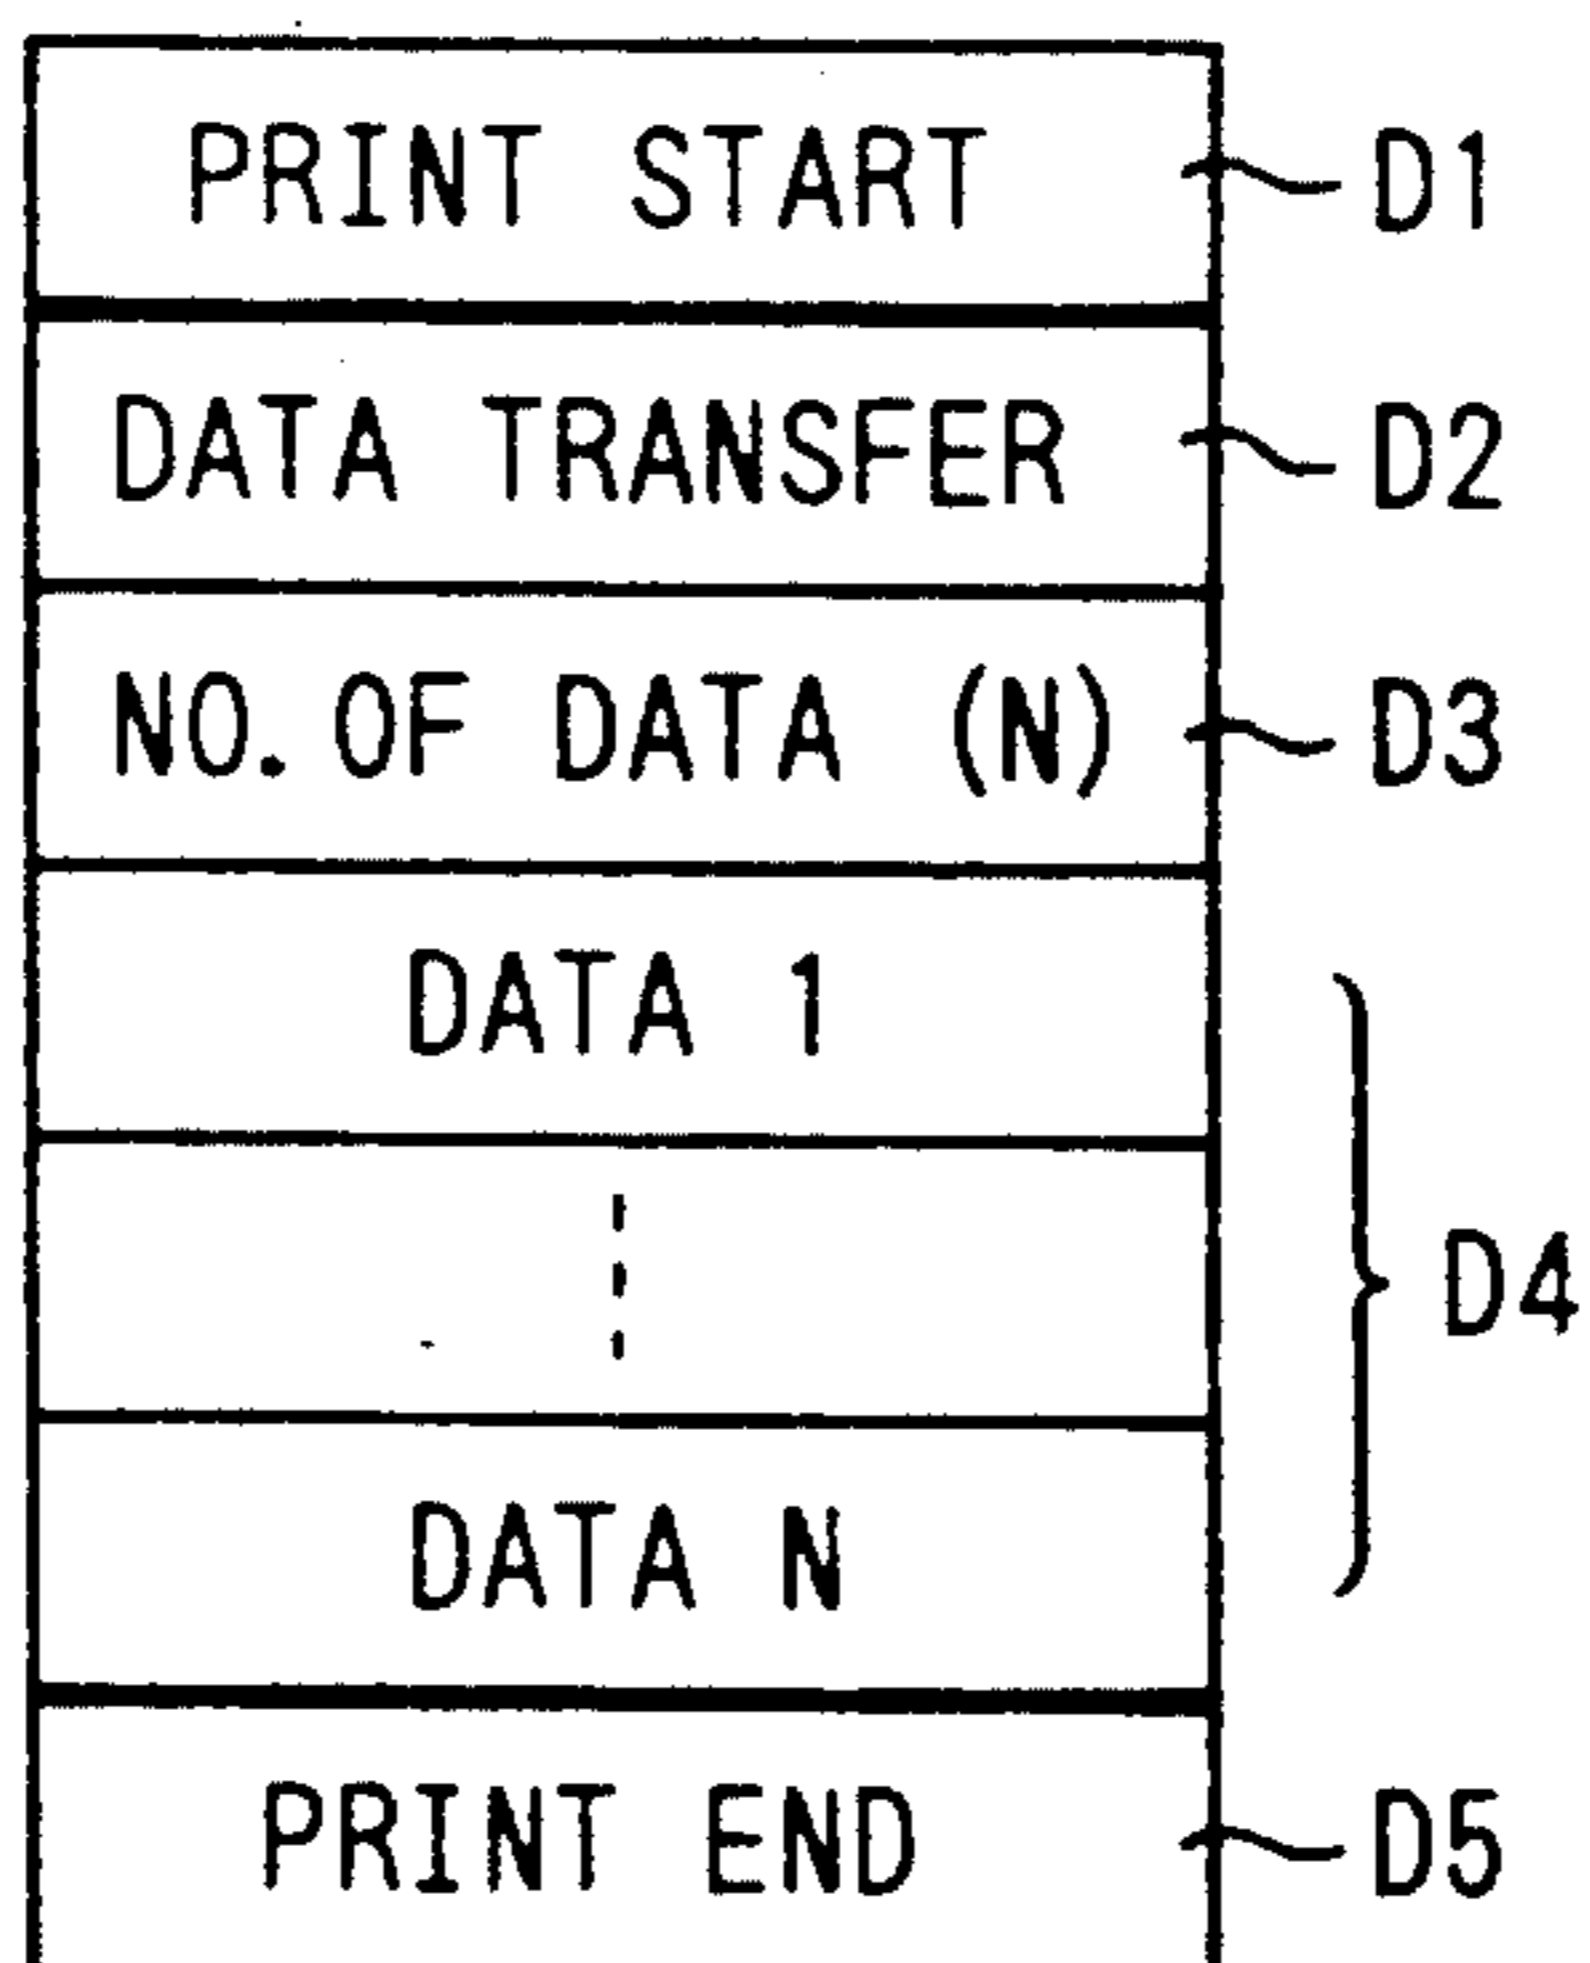 PRINT START D1
DATA TRANSFER D2
NO. OF DATA (N) D3
DATA 1
D4
DATA N
PRINT END D5